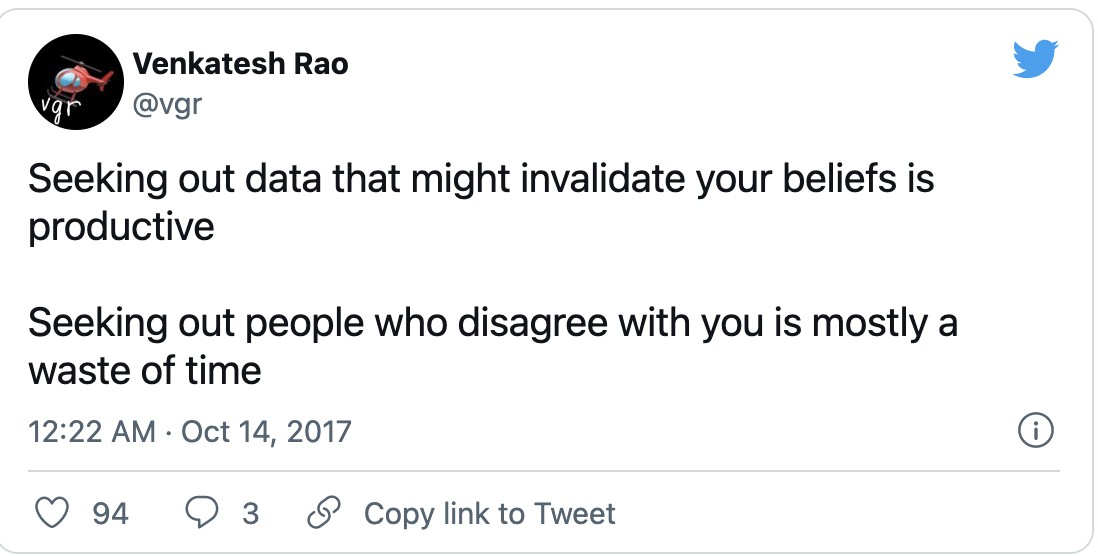 Venkatesh Rao
@vgr
vgr
Seeking out data that might invalidate your beliefs is
productive
Seeking out people who disagree with you is mostly a
waste of time
12:22 AM · Oct 14, 2017
94 3 Copy link to Tweet